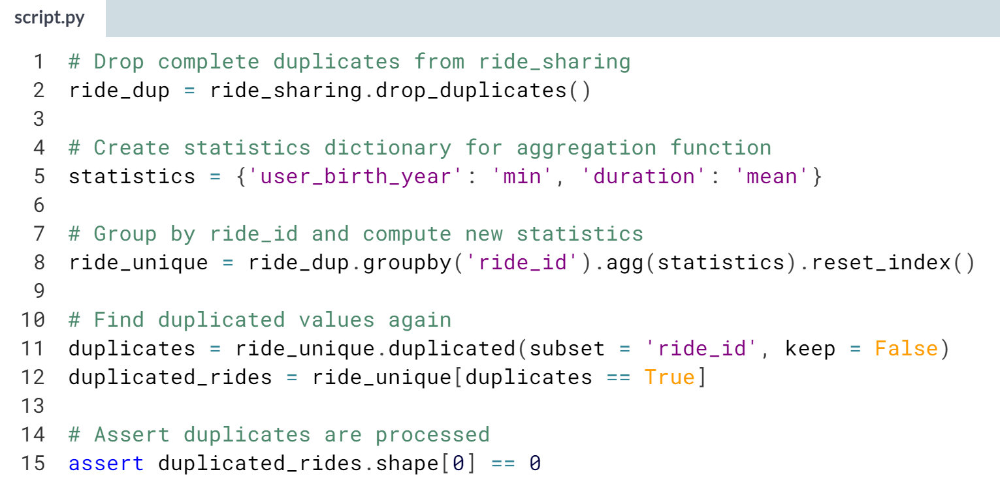 script.py
1 # Drop complete duplicates from ride_sharing
2 ride_dup = ride_sharing.drop_duplicates()
3
4 # Create statistics dictionary for aggregation function
5 statistics = {'user_birth_year': 'min', 'duration': 'mean'}
6
7 # Group by ride_id and compute new statistics
8 ride_unique = ride_dup.groupby('ride_id').agg(statistics).reset_index()
9
10 # Find duplicated values again
11 duplicates = ride_unique.duplicated(subset = 'ride_id', keep = False)
12 duplicated_rides = ride_unique[duplicates == True]
13
14 # Assert duplicates are processed
15 assert duplicated_rides.shape[0] == 0